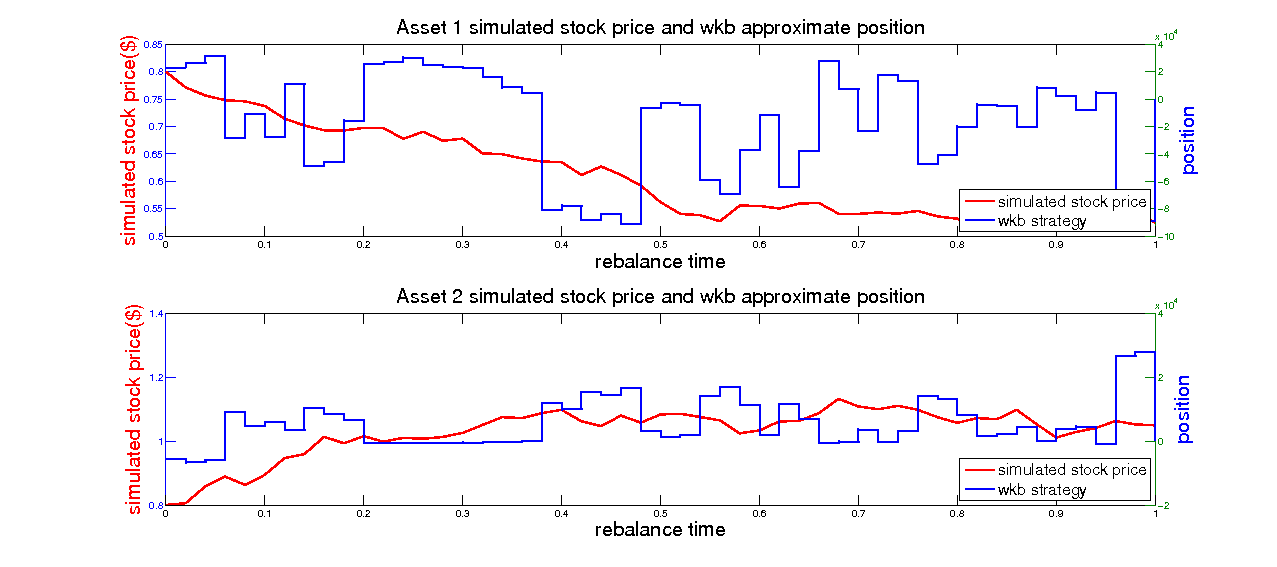 Asset 1 simulated stock price and wkb approximate position
x 10^4
simulated stock price($)
0.85
0.8
0.75
0.7
0.65
0.6
0.55
0.5
4
2
0
−2
−4
−6
−8
−10
position
simulated stock price
wkb strategy
0 0.1 0.2 0.3 0.4 0.5 0.6 0.7 0.8 0.9 1
rebalance time
Asset 2 simulated stock price and wkb approximate position
x 10^4
simulated stock price($)
1.4
1.2
1
0.8
4
2
0
−2
position
simulated stock price
wkb strategy
0 0.1 0.2 0.3 0.4 0.5 0.6 0.7 0.8 0.9 1
rebalance time